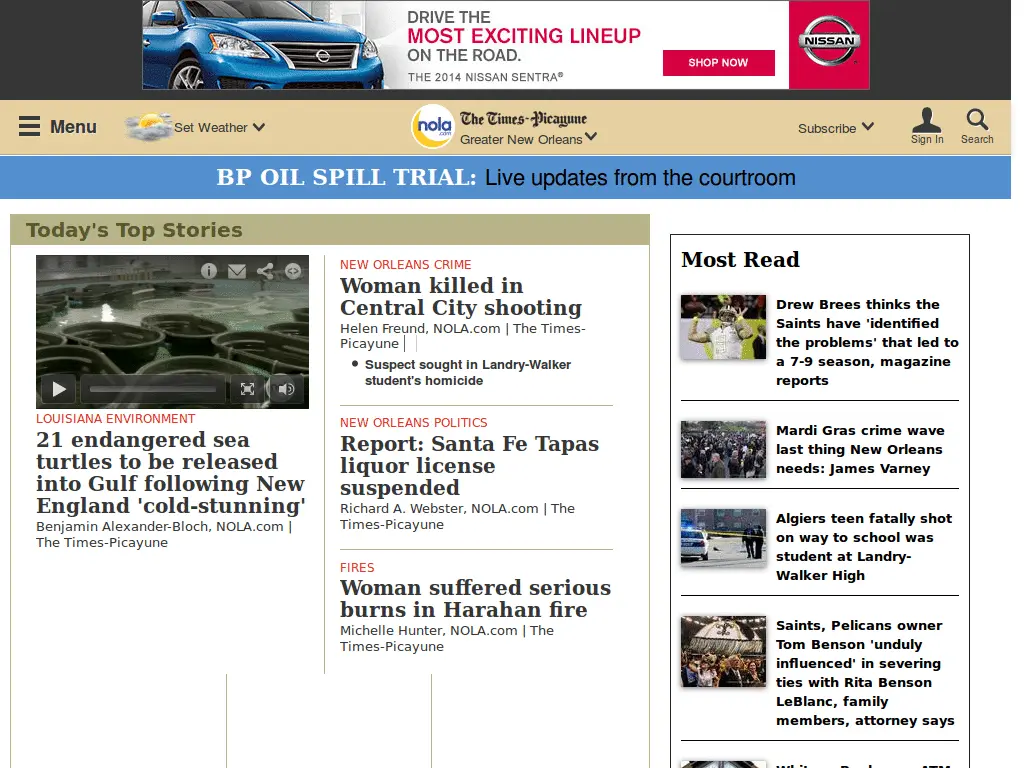 DRIVE THE
MOST EXCITING LINEUP
ON THE ROAD.
THE 2014 NISSAN SENTRA®
SHOP NOW
NISSAN
Menu
Set Weather
nola
.com
The Times-Picayune
Greater New Orleans
Subscribe
Sign In
Search
BP OIL SPILL TRIAL: Live updates from the courtroom
Today's Top Stories
LOUISIANA ENVIRONMENT
21 endangered sea
turtles to be released
into Gulf following New
England 'cold-stunning'
Benjamin Alexander-Bloch, NOLA.com |
The Times-Picayune
NEW ORLEANS CRIME
Woman killed in
Central City shooting
Helen Freund, NOLA.com | The Times-
Picayune |
• Suspect sought in Landry-Walker
student's homicide
NEW ORLEANS POLITICS
Report: Santa Fe Tapas
liquor license
suspended
Richard A. Webster, NOLA.com | The
Times-Picayune
FIRES
Woman suffered serious
burns in Harahan fire
Michelle Hunter, NOLA.com | The
Times-Picayune
Most Read
Drew Brees thinks the
Saints have 'identified
the problems' that led to
a 7-9 season, magazine
reports
Mardi Gras crime wave
last thing New Orleans
needs: James Varney
Algiers teen fatally shot
on way to school was
student at Landry-
Walker High
Saints, Pelicans owner
Tom Benson 'unduly
influenced' in severing
ties with Rita Benson
LeBlanc, family
members, attorney says